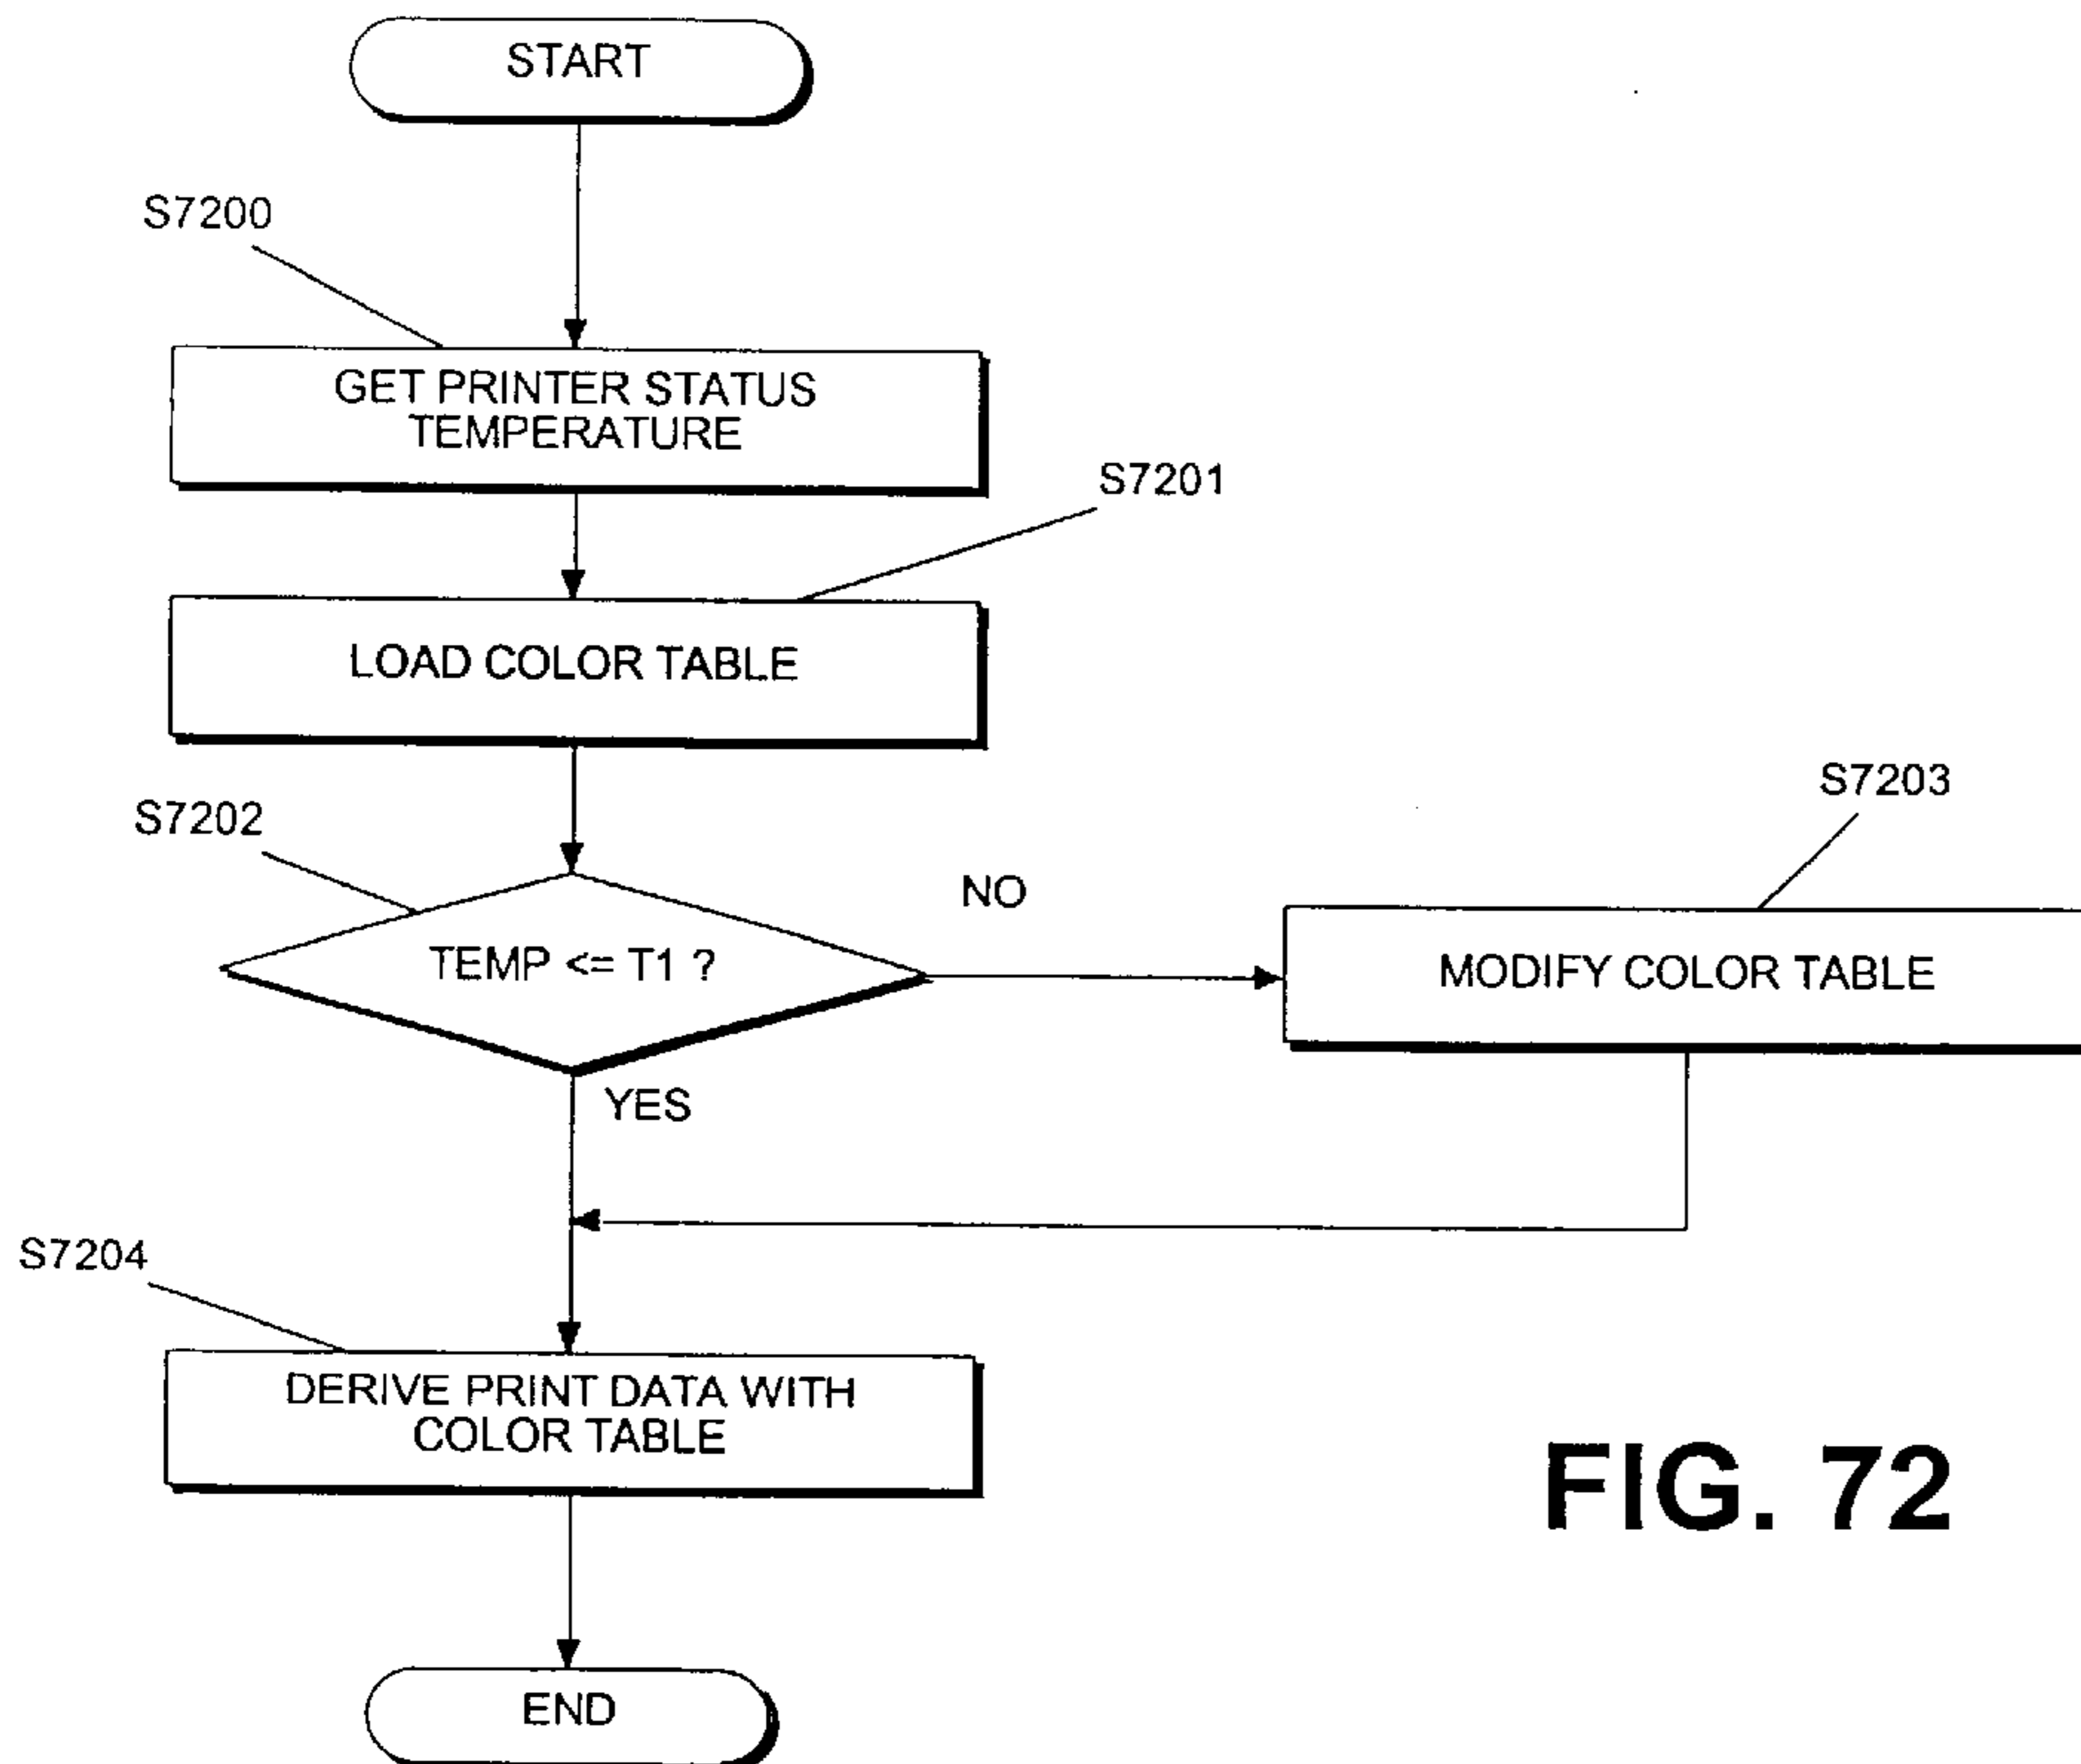 START
S7200
GET PRINTER STATUS
TEMPERATURE
S7201
LOAD COLOR TABLE
S7202
TEMP <= T1 ?
NO
S7203
MODIFY COLOR TABLE
YES
S7204
DERIVE PRINT DATA WITH
COLOR TABLE
END
FIG. 72